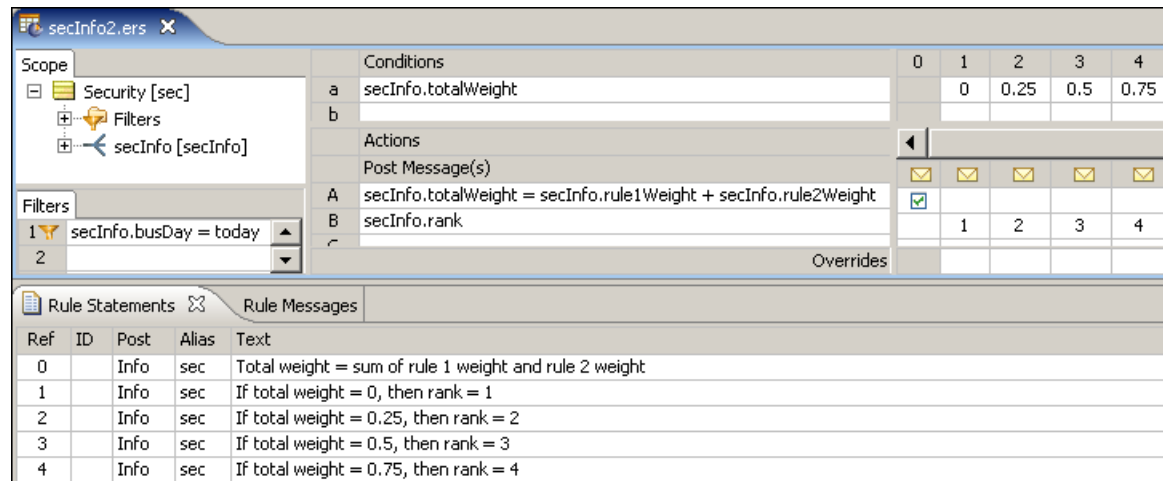 secInfo2.ers
Scope
Security [sec]
Filters
secInfo [secInfo]
Filters
1 secInfo.busDay = today
2
Conditions 0 1 2 3 4
a secInfo.totalWeight 0 0.25 0.5 0.75
b
Actions
Post Message(s)
A secInfo.totalWeight = secInfo.rule1Weight + secInfo.rule2Weight
B secInfo.rank 1 2 3 4
Overrides
Rule Statements Rule Messages
Ref ID Post Alias Text
0 Info sec Total weight = sum of rule 1 weight and rule 2 weight
1 Info sec If total weight = 0, then rank = 1
2 Info sec If total weight = 0.25, then rank = 2
3 Info sec If total weight = 0.5, then rank = 3
4 Info sec If total weight = 0.75, then rank = 4